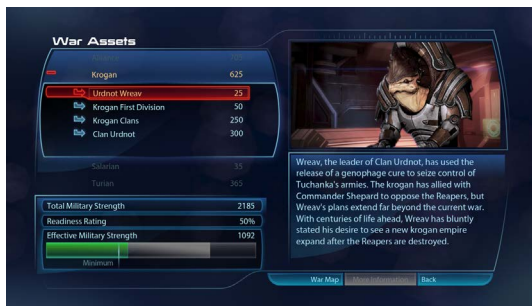 War Assets
Krogan 625
Urdnot Wreav 25
Krogan First Division 50
Krogan Clans 250
Clan Urdnot 300
Salarian 35
Turian 365
Total Military Strength 2185
Readiness Rating 50%
Effective Military Strength 1092
Minimum
Wreav, the leader of Clan Urdnot, has used the
release of a genophage cure to seize control of
Tuchanka's armies. The krogan has allied with
Commander Shepard to oppose the Reapers, but
Wreav's plans extend far beyond the current war.
With centuries of life ahead, Wreav has bluntly
stated his desire to see a new krogan empire
expand after the Reapers are destroyed.
War Map More Information Back